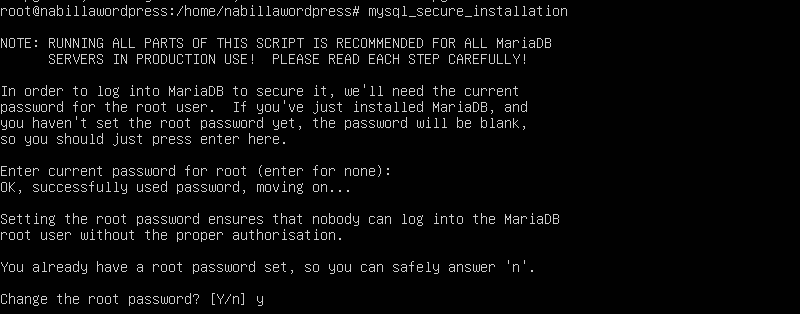 root@nabillawordpress:/home/nabillawordpress# mysql_secure_installation
NOTE: RUNNING ALL PARTS OF THIS SCRIPT IS RECOMMENDED FOR ALL MariaDB
SERVERS IN PRODUCTION USE!  PLEASE READ EACH STEP CAREFULLY!
In order to log into MariaDB to secure it, we'll need the current
password for the root user.  If you've just installed MariaDB, and
you haven't set the root password yet, the password will be blank,
so you should just press enter here.
Enter current password for root (enter for none):
OK, successfully used password, moving on...
Setting the root password ensures that nobody can log into the MariaDB
root user without the proper authorisation.
You already have a root password set, so you can safely answer 'n'.
Change the root password? [Y/n] y